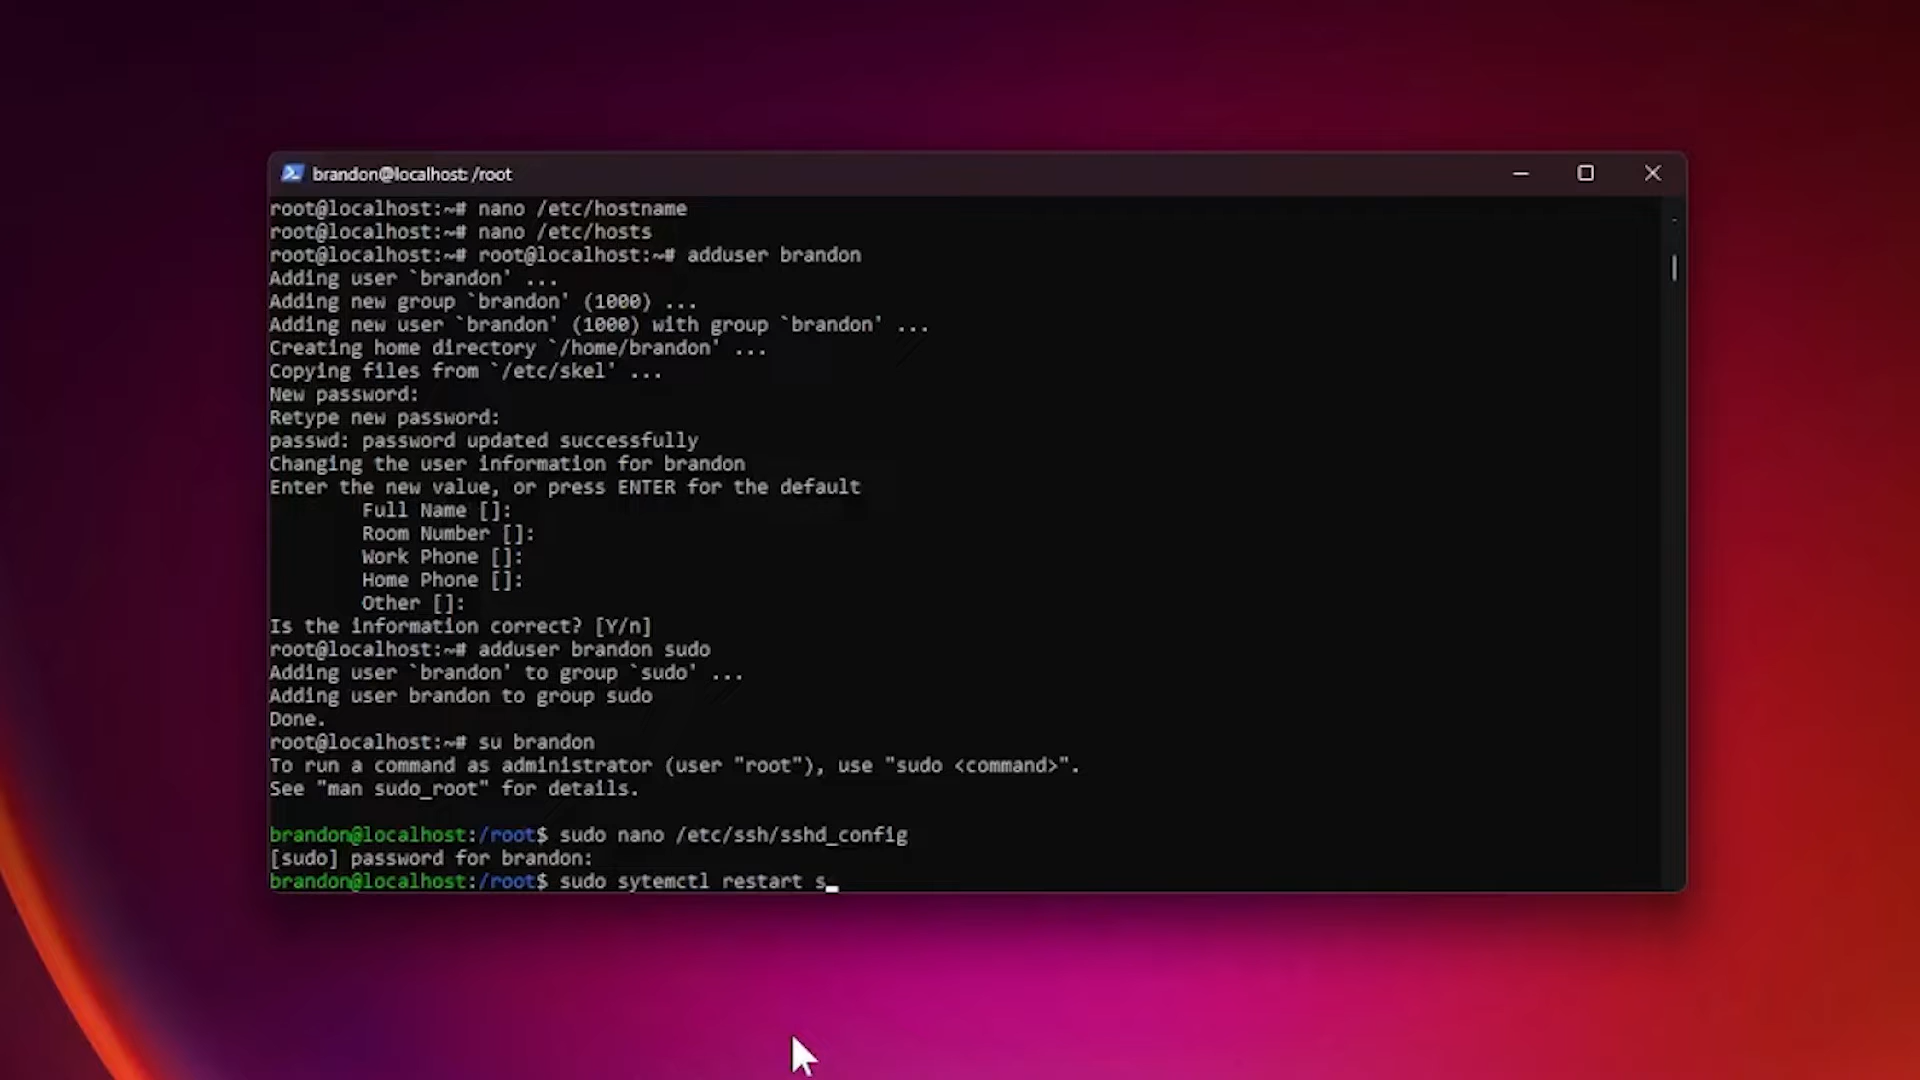 brandon@localhost: /root
root@localhost:~# nano /etc/hostname
root@localhost:~# nano /etc/hosts
root@localhost:~# root@localhost:~# adduser brandon
Adding user `brandon' ...
Adding new group `brandon' (1000) ...
Adding new user `brandon' (1000) with group `brandon' ...
Creating home directory `/home/brandon' ...
Copying files from `/etc/skel' ...
New password:
Retype new password:
passwd: password updated successfully
Changing the user information for brandon
Enter the new value, or press ENTER for the default
Full Name []:
Room Number []:
Work Phone []:
Home Phone []:
Other []:
Is the information correct? [Y/n]
root@localhost:~# adduser brandon sudo
Adding user `brandon' to group `sudo' ...
Adding user brandon to group sudo
Done.
root@localhost:~# su brandon
To run a command as administrator (user "root"), use "sudo <command>".
See "man sudo_root" for details.
brandon@localhost:/root$ sudo nano /etc/ssh/sshd_config
[sudo] password for brandon:
brandon@localhost:/root$ sudo sytemctl restart s